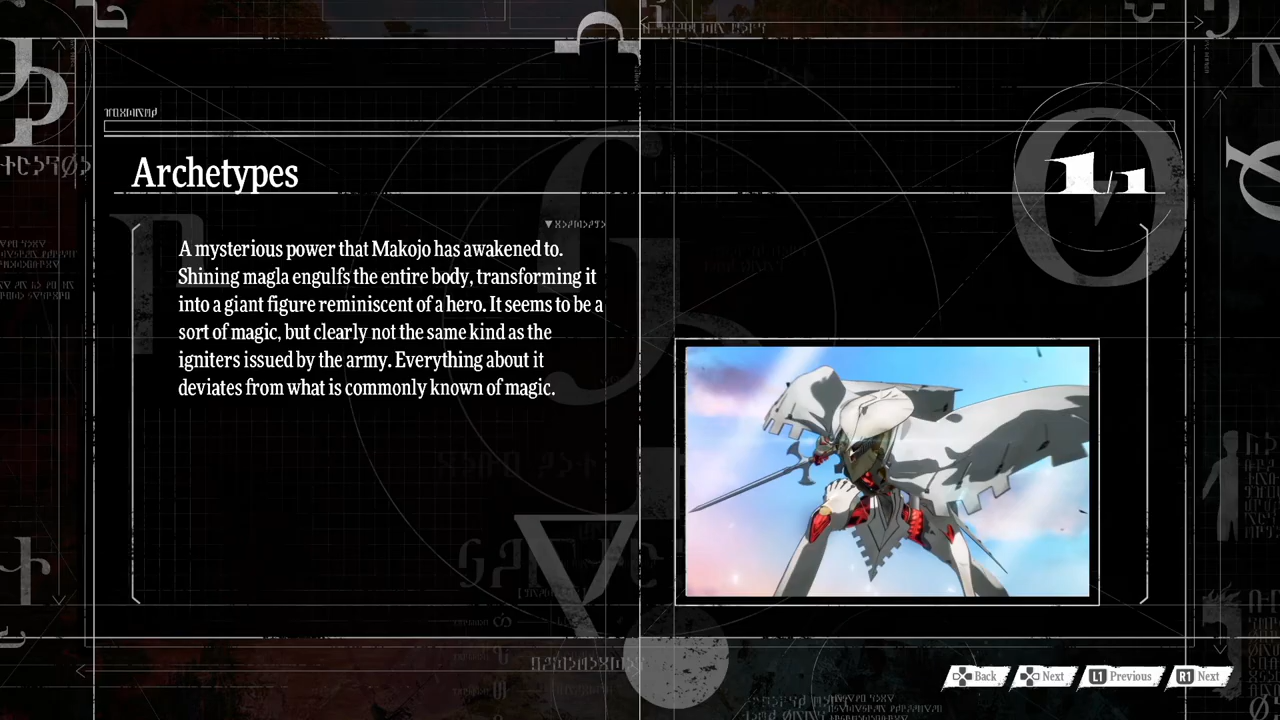 Archetypes
1/1
A mysterious power that Makojo has awakened to.
Shining magla engulfs the entire body, transforming it
into a giant figure reminiscent of a hero. It seems to be a
sort of magic, but clearly not the same kind as the
igniters issued by the army. Everything about it
deviates from what is commonly known of magic.
Back Next L1 Previous R1 Next